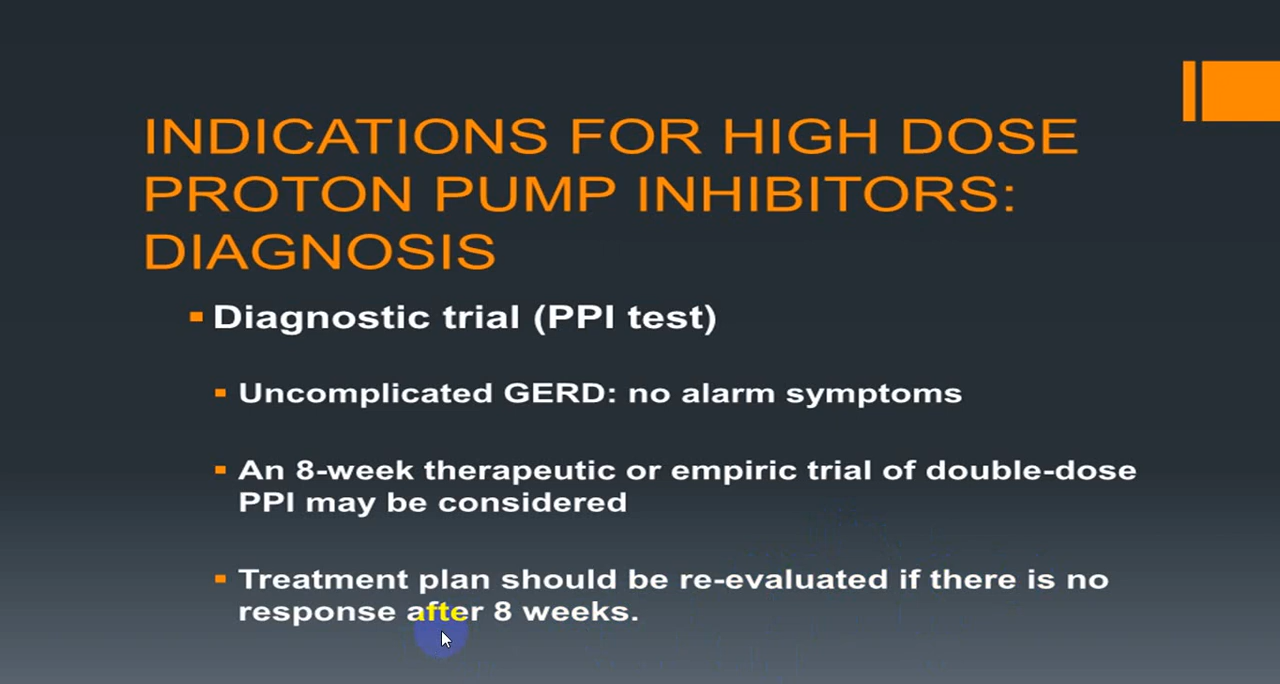 INDICATIONS FOR HIGH DOSE
PROTON PUMP INHIBITORS:
DIAGNOSIS
Diagnostic trial (PPI test)
Uncomplicated GERD: no alarm symptoms
An 8-week therapeutic or empiric trial of double-dose
PPI may be considered
Treatment plan should be re-evaluated if there is no
response after 8 weeks.